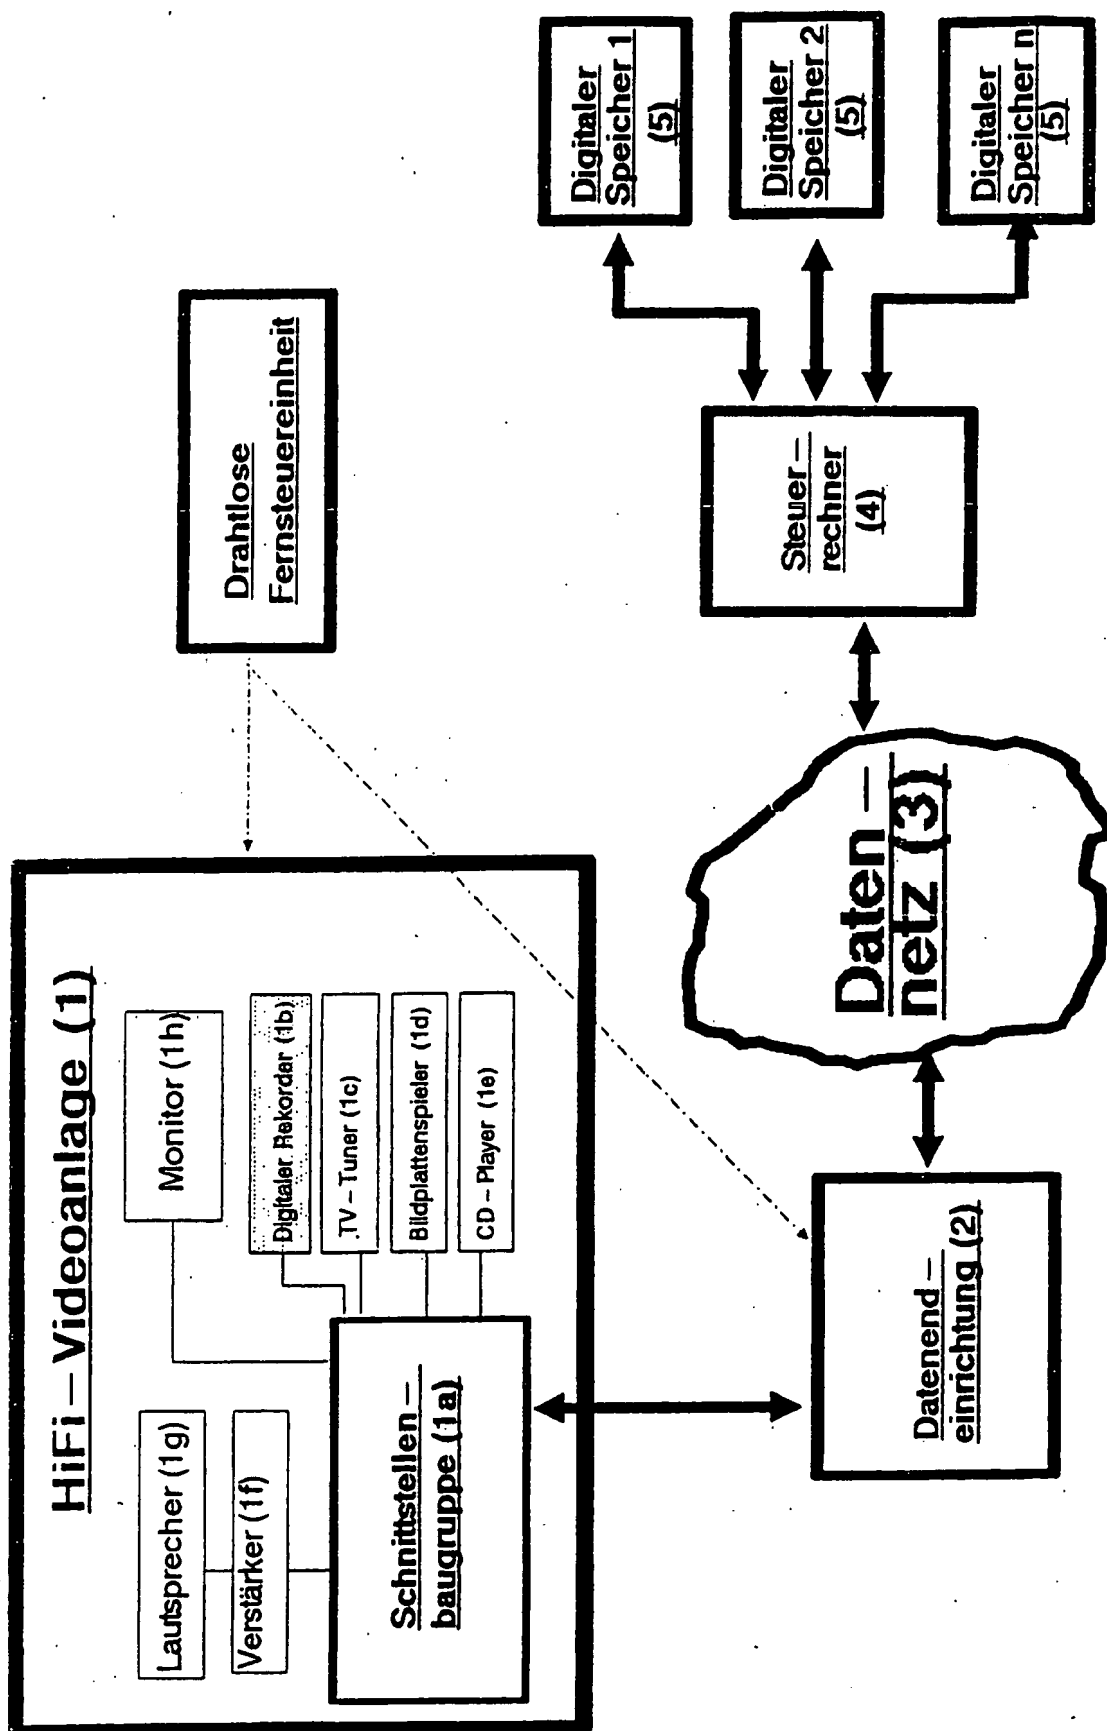 HiFi – Videoanlage (1)
Lautsprecher (1g)
Verstärker (1f)
Schnittstellen –
baugruppe (1a)
Monitor (1h)
Digitaler Rekorder (1b)
TV – Tuner (1c)
Bildplattenspieler (1d)
CD – Player (1e)
Drahtlose
Fernsteuereinheit
Datenend –
einrichtung (2)
Daten –
netz (3)
Steuer –
rechner
(4)
Digitaler
Speicher 1
(5)
Digitaler
Speicher 2
(5)
Digitaler
Speicher n
(5)